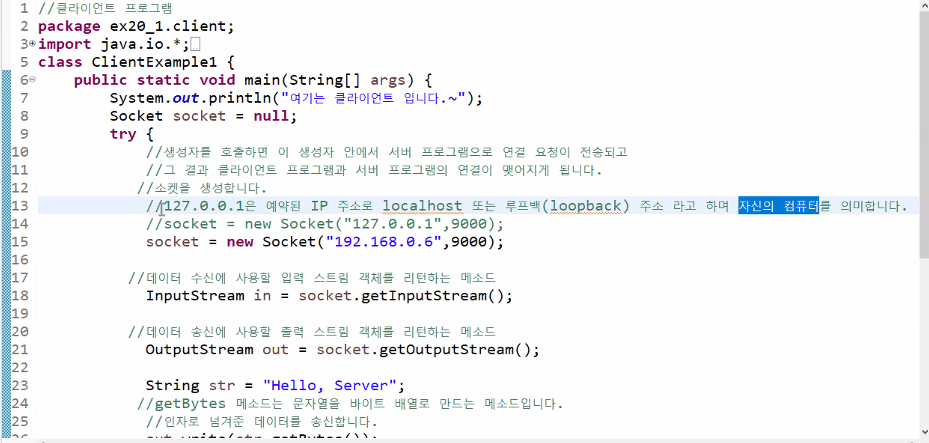 1 //클라이언트 프로그램
2 package ex20_1.client;
3 import java.io.*;
5 class ClientExample1 {
6 public static void main(String[] args) {
7 System.out.println("여기는 클라이언트 입니다.~");
8 Socket socket = null;
9 try {
10 //생성자를 호출하면 이 생성자 안에서 서버 프로그램으로 연결 요청이 전송되고
11 //그 결과 클라이언트 프로그램과 서버 프로그램의 연결이 맺어지게 됩니다.
12 //소켓을 생성합니다.
13 //127.0.0.1은 예약된 IP 주소로 localhost 또는 루프백(loopback) 주소 라고 하며 자신의 컴퓨터를 의미합니다.
14 //socket = new Socket("127.0.0.1",9000);
15 socket = new Socket("192.168.0.6",9000);
16
17 //데이터 수신에 사용할 입력 스트림 객체를 리턴하는 메소드
18 InputStream in = socket.getInputStream();
19
20 //데이터 송신에 사용할 출력 스트림 객체를 리턴하는 메소드
21 OutputStream out = socket.getOutputStream();
22
23 String str = "Hello, Server";
24 //getBytes 메소드는 문자열을 바이트 배열로 만드는 메소드입니다.
25 //인자로 넘겨준 데이터를 송신합니다.
26 out.write(str.getBytes());